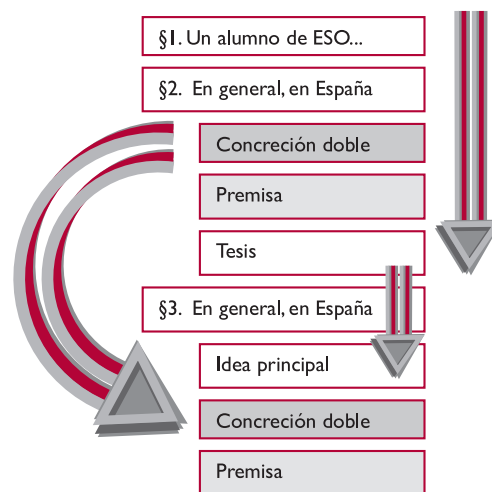 §1. Un alumno de ESO...
§2. En general, en España
Concreción doble
Premisa
Tesis
§3. En general, en España
Idea principal
Concreción doble
Premisa